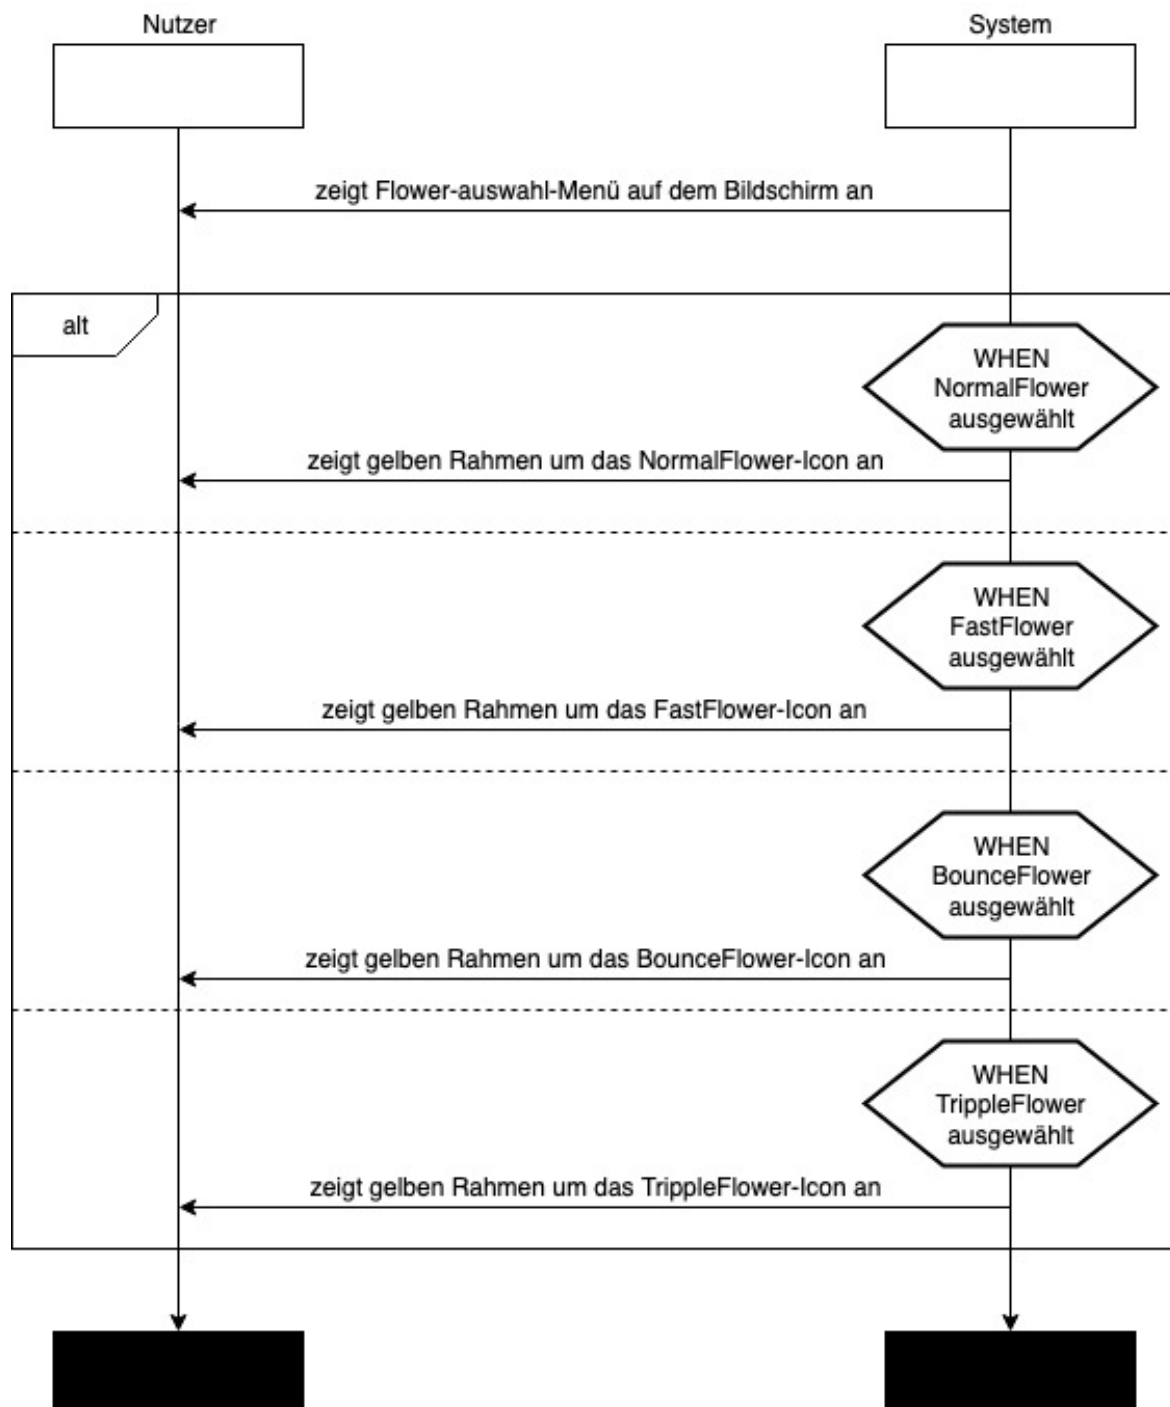 Nutzer
System
zeigt Flower-auswahl-Menü auf dem Bildschirm an
alt
WHEN
NormalFlower
ausgewählt
zeigt gelben Rahmen um das NormalFlower-Icon an
WHEN
FastFlower
ausgewählt
zeigt gelben Rahmen um das FastFlower-Icon an
WHEN
BounceFlower
ausgewählt
zeigt gelben Rahmen um das BounceFlower-Icon an
WHEN
TrippleFlower
ausgewählt
zeigt gelben Rahmen um das TrippleFlower-Icon an